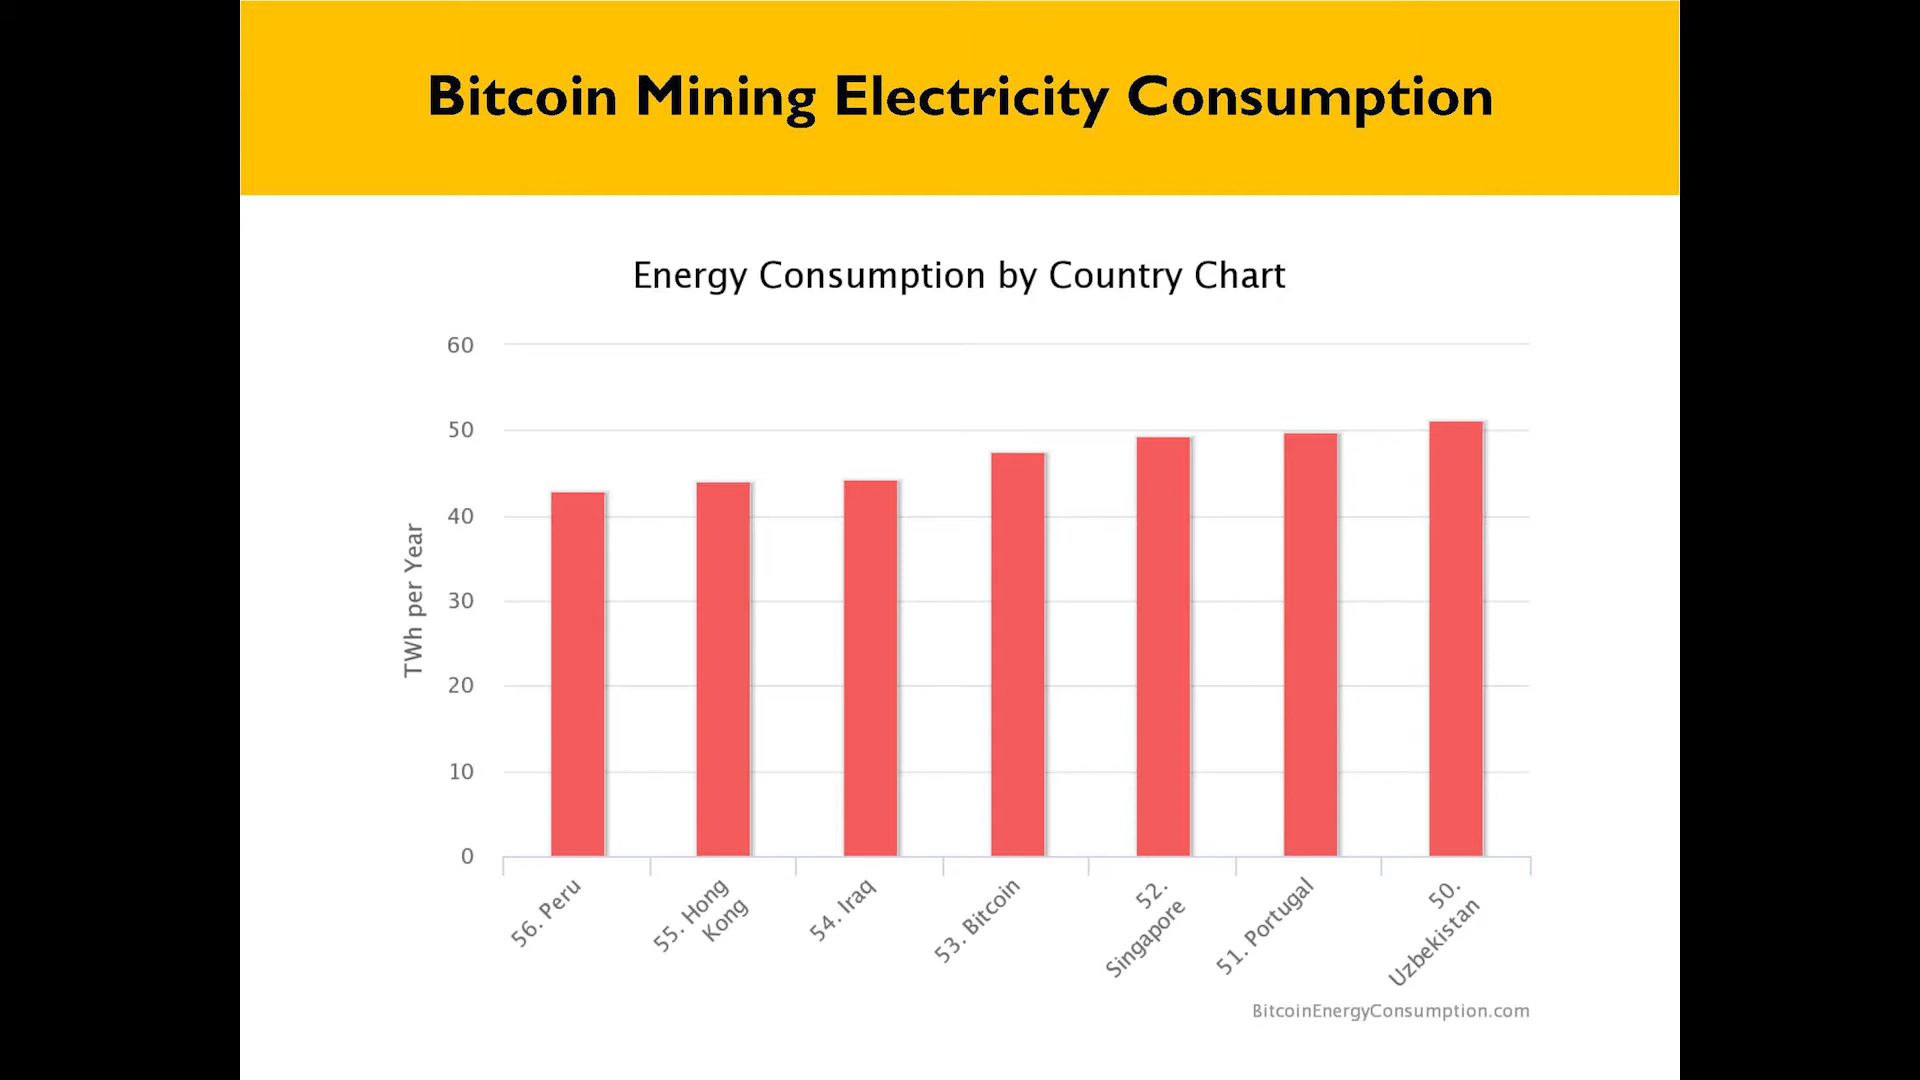 Bitcoin Mining Electricity Consumption
Energy Consumption by Country Chart
60
50
40
30
20
10
0
TWh per Year
56. Peru
55. Hong
Kong
54. Iraq
53. Bitcoin
52.
Singapore
51. Portugal
50.
Uzbekistan
BitcoinEnergyConsumption.com